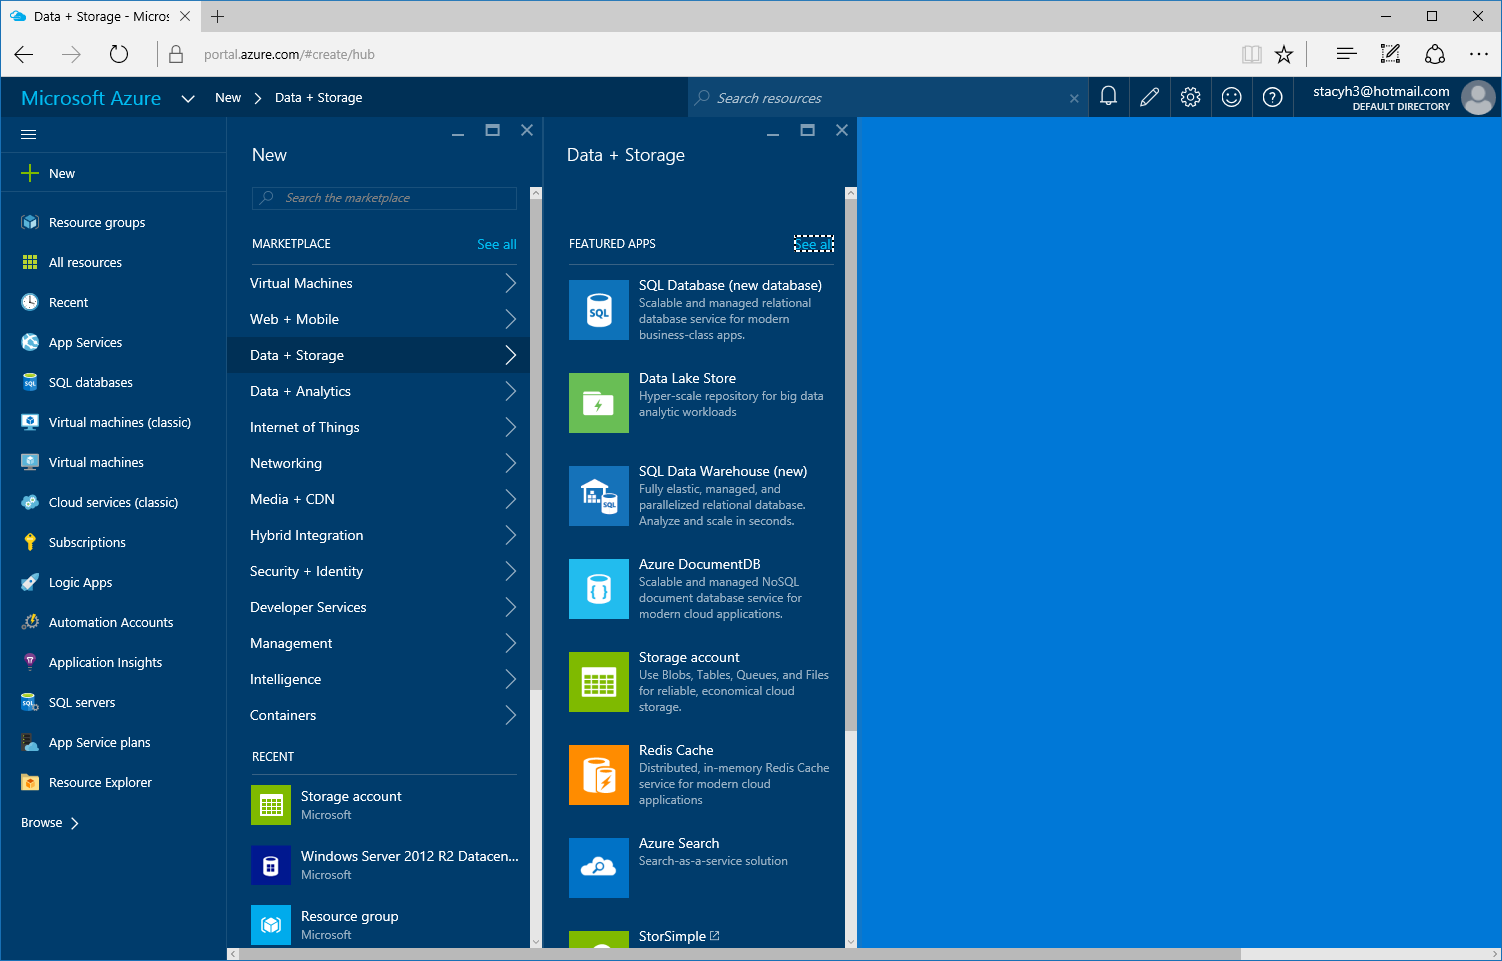 Data + Storage - Micros
portal.azure.com/#create/hub
Microsoft Azure
New
Data + Storage
Search resources
stacyh3@hotmail.com
DEFAULT DIRECTORY
New
Resource groups
All resources
Recent
App Services
SQL databases
Virtual machines (classic)
Virtual machines
Cloud services (classic)
Subscriptions
Logic Apps
Automation Accounts
Application Insights
SQL servers
App Service plans
Resource Explorer
Browse
New
Search the marketplace
MARKETPLACE
See all
Virtual Machines
Web + Mobile
Data + Storage
Data + Analytics
Internet of Things
Networking
Media + CDN
Hybrid Integration
Security + Identity
Developer Services
Management
Intelligence
Containers
RECENT
Storage account
Microsoft
Windows Server 2012 R2 Datacen...
Microsoft
Resource group
Microsoft
Data + Storage
FEATURED APPS
See all
SQL
SQL Database (new database)
Scalable and managed relational
database service for modern
business-class apps.
Data Lake Store
Hyper-scale repository for big data
analytic workloads
SQL
SQL Data Warehouse (new)
Fully elastic, managed, and
parallelized relational database.
Analyze and scale in seconds.
Azure DocumentDB
Scalable and managed NoSQL
document database service for
modern cloud applications.
Storage account
Use Blobs, Tables, Queues, and Files
for reliable, economical cloud
storage.
Redis Cache
Distributed, in-memory Redis Cache
service for modern cloud
applications
Azure Search
Search-as-a-service solution
StorSimple